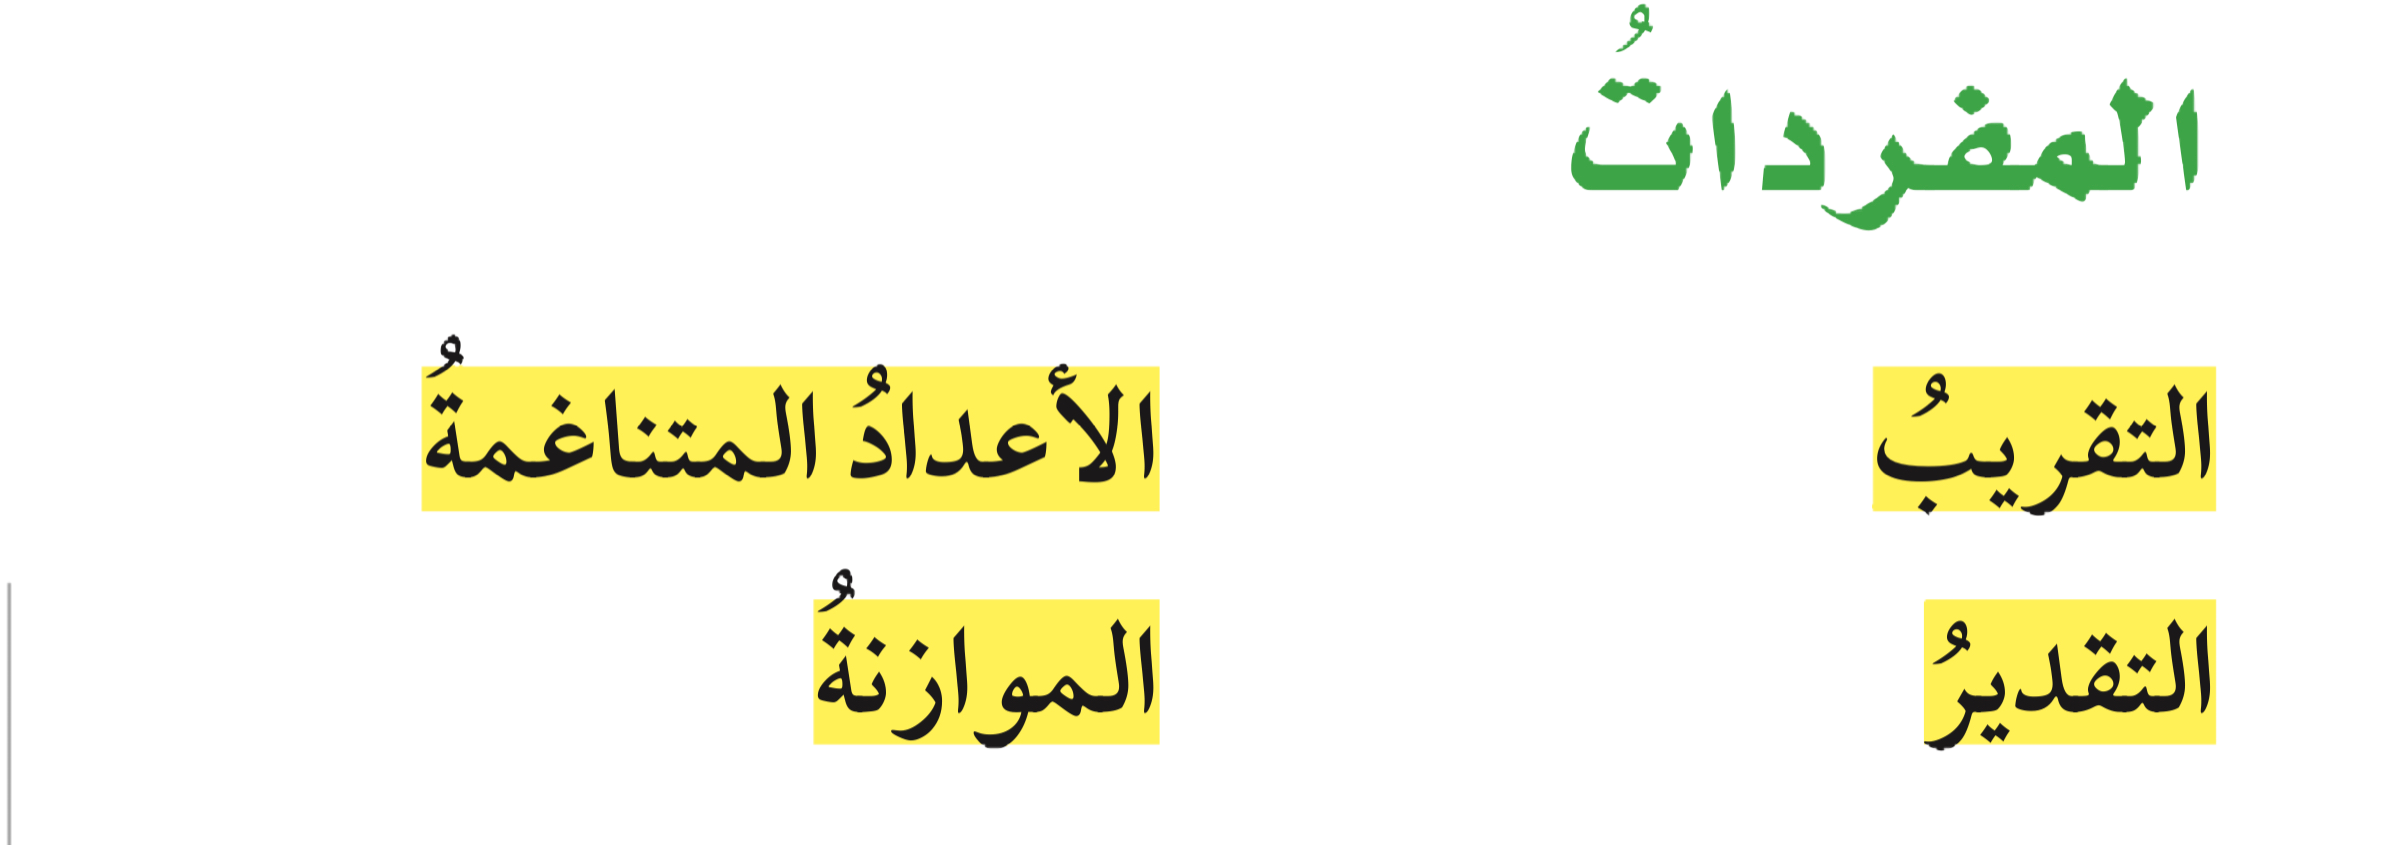 المفرداتُ
التقريبُ الأعدادُ المتناغمةُ
التقديرُ الموازنةُ